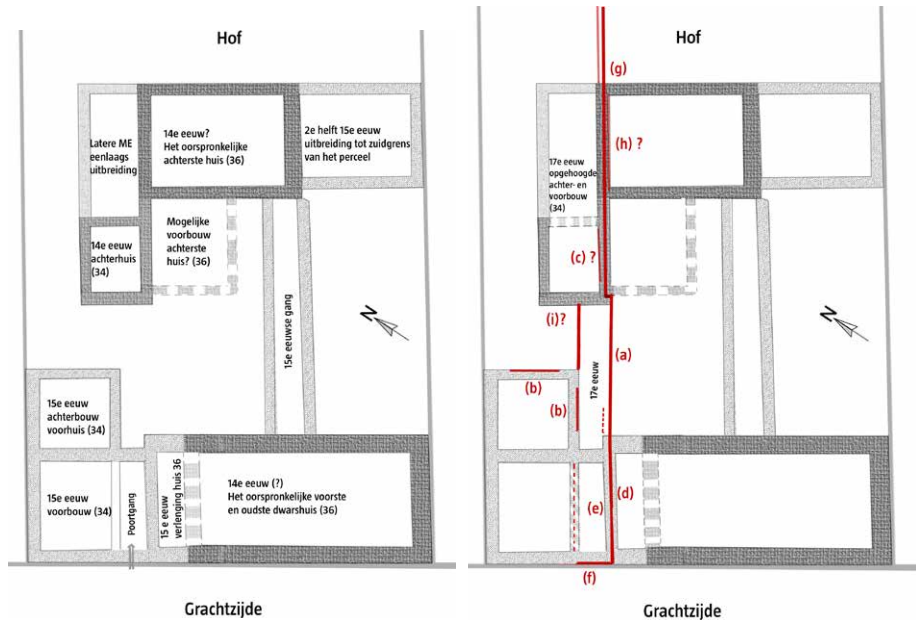 Hof
Latere ME
eenlaags
uitbreiding
14e eeuw?
Het oorspronkelijke
achterste huis (36)
2e helft 15e eeuw
uitbreiding tot zuidgrens
van het perceel
14e eeuw
achterhuis
(34)
Mogelijke
voorbouw
achterste
huis? (36)
15e eeuwse gang
N
15e eeuw
achterbouw
voorhuis (34)
15e eeuw
voorbouw (34)
Poortgang
15 e eeuw
verlenging huis 36
14e eeuw (?)
Het oorspronkelijke voorste
en oudste dwarshuis (36)
Grachtzijde
Hof
(g)
17e eeuw
opgehoogde
achter- en
voorbouw
(34)
(h) ?
(c) ?
(i)?
N
(a)
17e eeuw
(b)
(b)
(e)
(d)
(f)
Grachtzijde